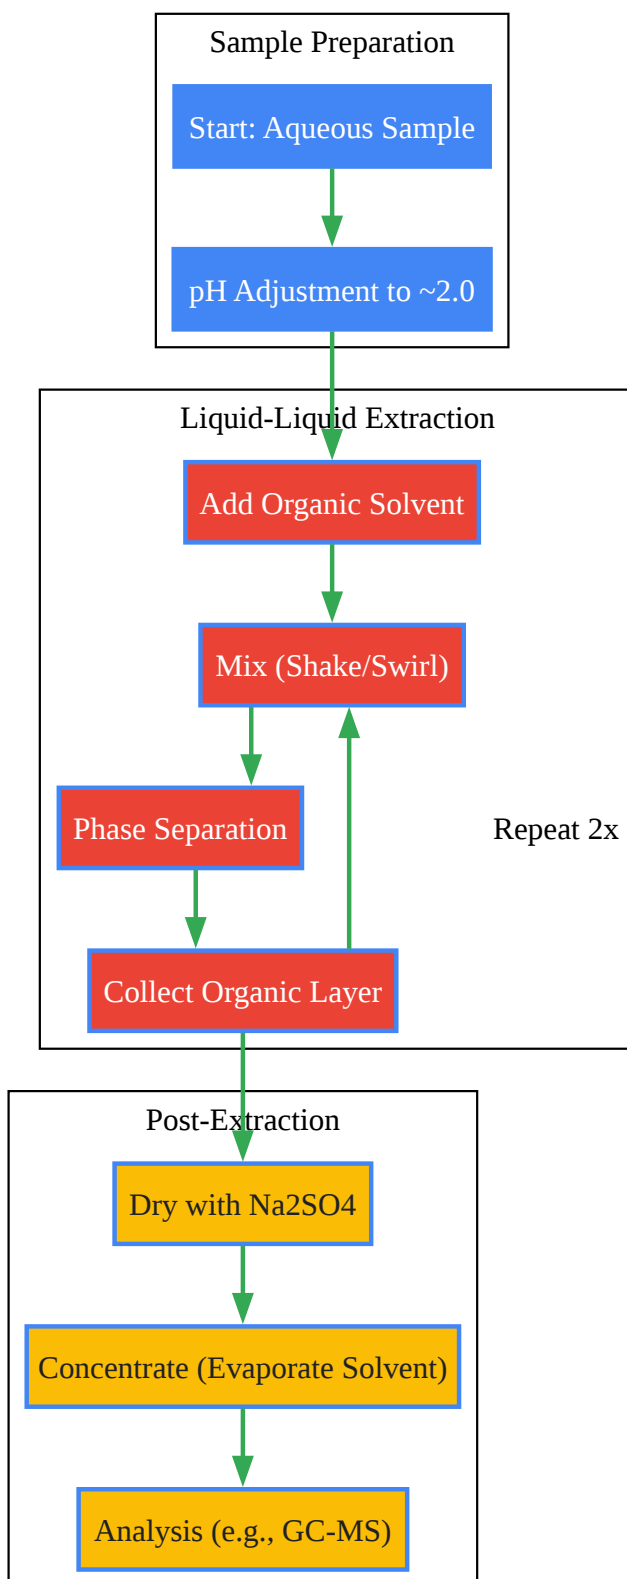 Sample Preparation
Start: Aqueous Sample
pH Adjustment to ~2.0
Liquid-Liquid Extraction
Add Organic Solvent
Mix (Shake/Swirl)
Phase Separation
Repeat 2x
Collect Organic Layer
Post-Extraction
Dry with Na2SO4
Concentrate (Evaporate Solvent)
Analysis (e.g., GC-MS)